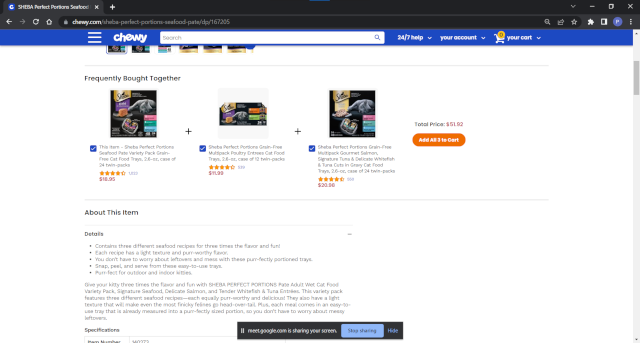 SHEBA Perfect Portions Seafood
chewy.com/sheba-perfect-portions-seafood-pate/dp/167205
chewy
Search
24/7 help
your account
your cart
Frequently Bought Together
This item - Sheba Perfect Portions
Seafood Pate Variety Pack Grain-
Free Cat Food Trays, 2.6-oz, case of
24 twin-packs
$18.95
Sheba Perfect Portions Grain-Free
Multipack Poultry Entrees Cat Food
Trays, 2.6-oz, case of 12 twin-packs
$11.99
Sheba Perfect Portions Grain-Free
Multipack Gourmet Salmon,
Signature Tuna & Delicate Whitefish
& Tuna Cuts in Gravy Cat Food
Trays, 2.6-oz, case of 24 twin-packs
$20.98
Total Price: $51.92
Add All 3 to Cart
About This Item
Details
Contains three different seafood recipes for three times the flavor and fun!
Each recipe has a light texture and purr-worthy flavor.
You don't have to worry about leftovers and mess with these purr-fectly portioned trays.
Snap, peel, and serve from these easy-to-use trays.
Purr-fect for outdoor and indoor kitties.
Give your kitty three times the flavor and fun with SHEBA PERFECT PORTIONS Pate Adult Wet Cat Food
Variety Pack, Signature Seafood, Delicate Salmon, and Tender Whitefish & Tuna Entrées. This variety pack
features three different seafood recipes—each equally purr-worthy and delicious! They also have a light
texture that will make even the most finicky felines go head-over-tail. Plus, each meal comes in an easy-to-
use tray that is already measured into a purr-fectly sized portion, so you don't have to worry about messy
leftovers.
Specifications
Item Number
meet.google.com is sharing your screen.
Stop sharing
Hide